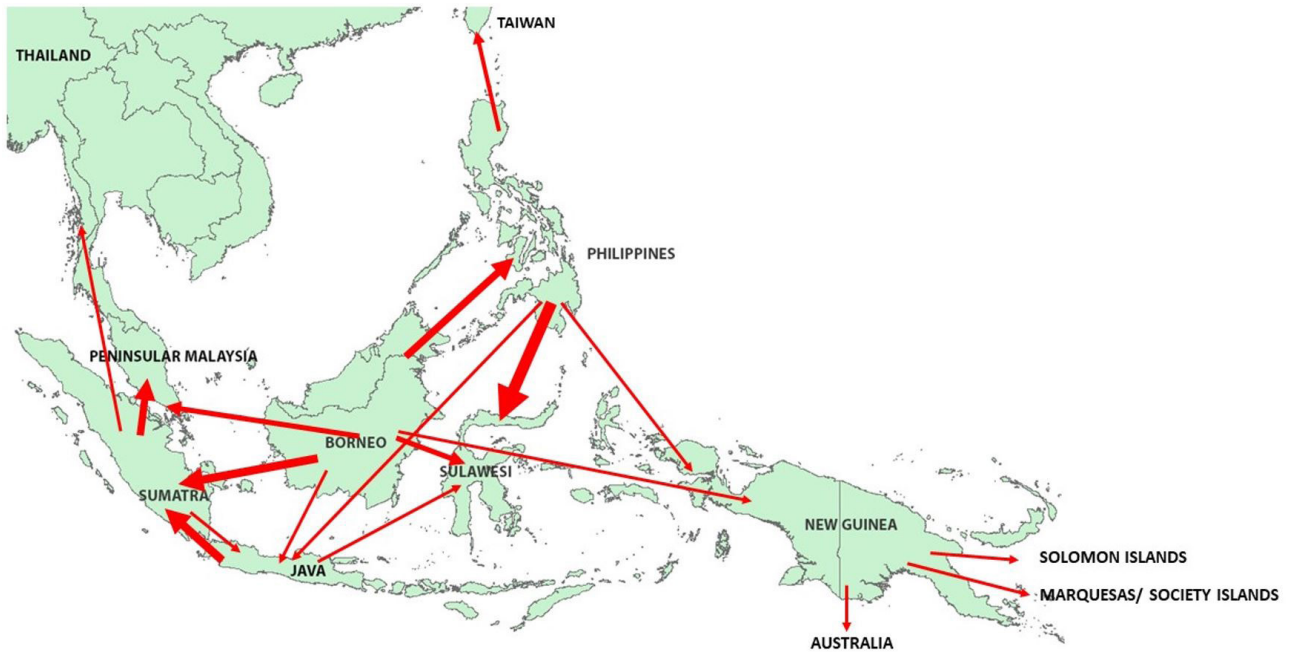 TAIWAN
THAILAND
PHILIPPINES
PENINSULAR MALAYSIA
BORNEO
SULAWESI
SUMATRA
NEW GUINEA
SOLOMON ISLANDS
JAVA
MARQUESAS/ SOCIETY ISLANDS
AUSTRALIA